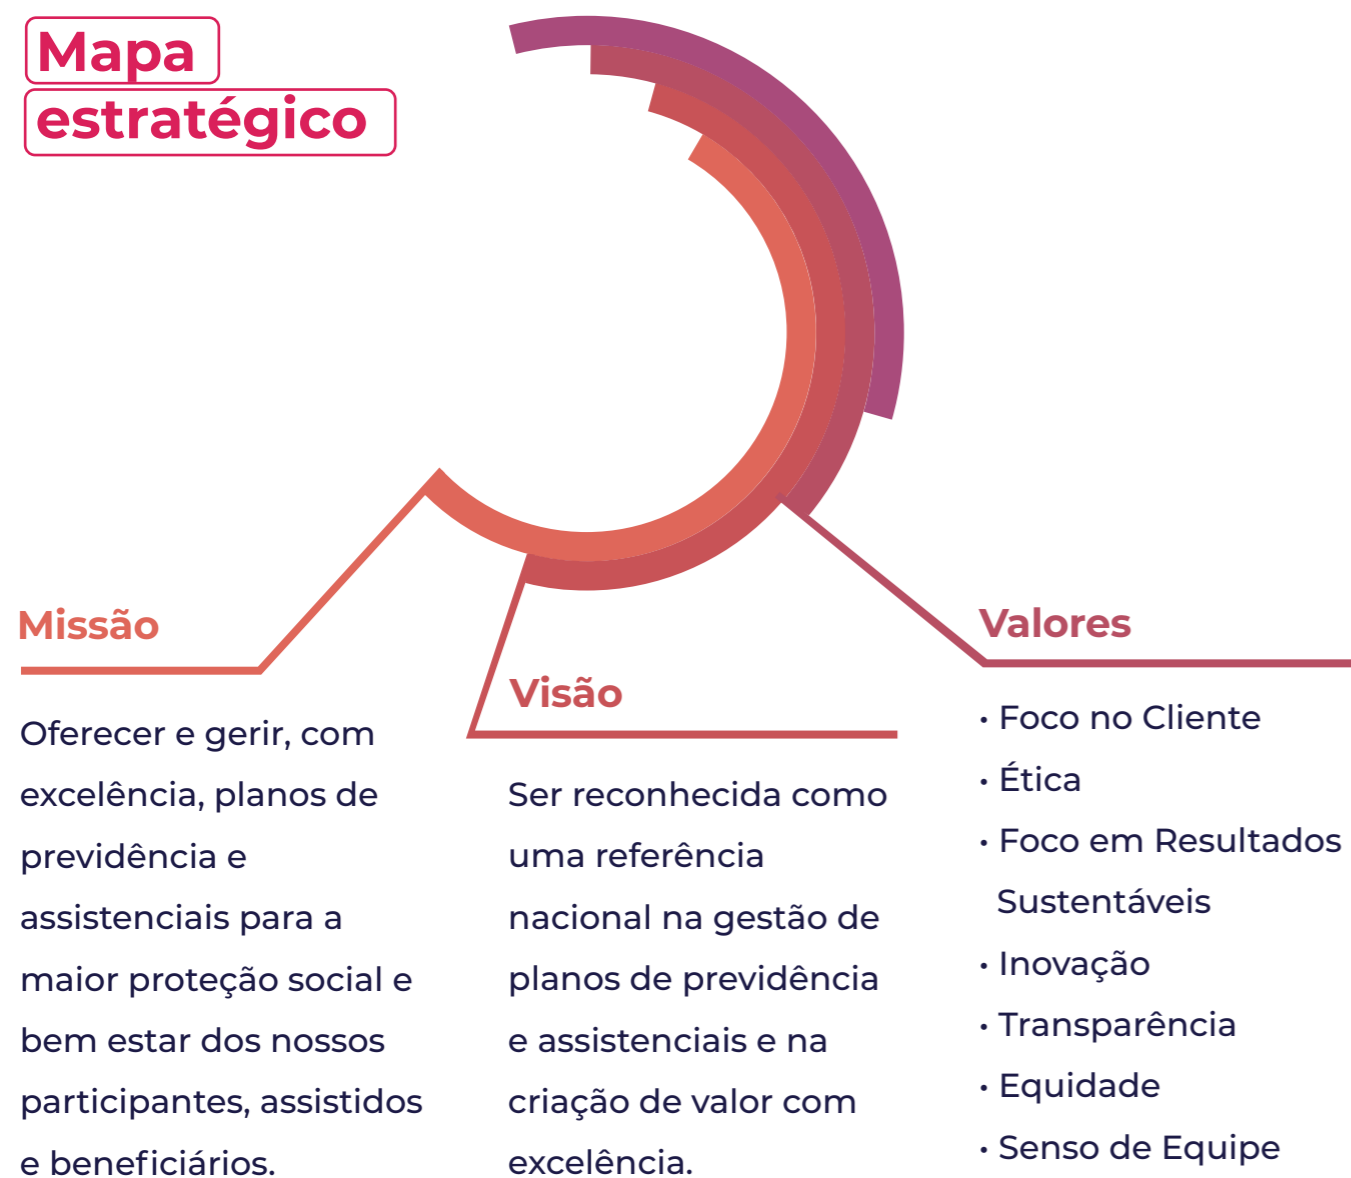 Mapa
estratégico
Missão
Oferecer e gerir, com
excelência, planos de
previdência e
assistenciais para a
maior proteção social e
bem estar dos nossos
participantes, assistidos
e beneficiários.
Visão
Ser reconhecida como
uma referência
nacional na gestão de
planos de previdência
e assistenciais e na
criação de valor com
excelência.
Valores
• Foco no Cliente
• Ética
• Foco em Resultados
Sustentáveis
• Inovação
• Transparência
• Equidade
• Senso de Equipe